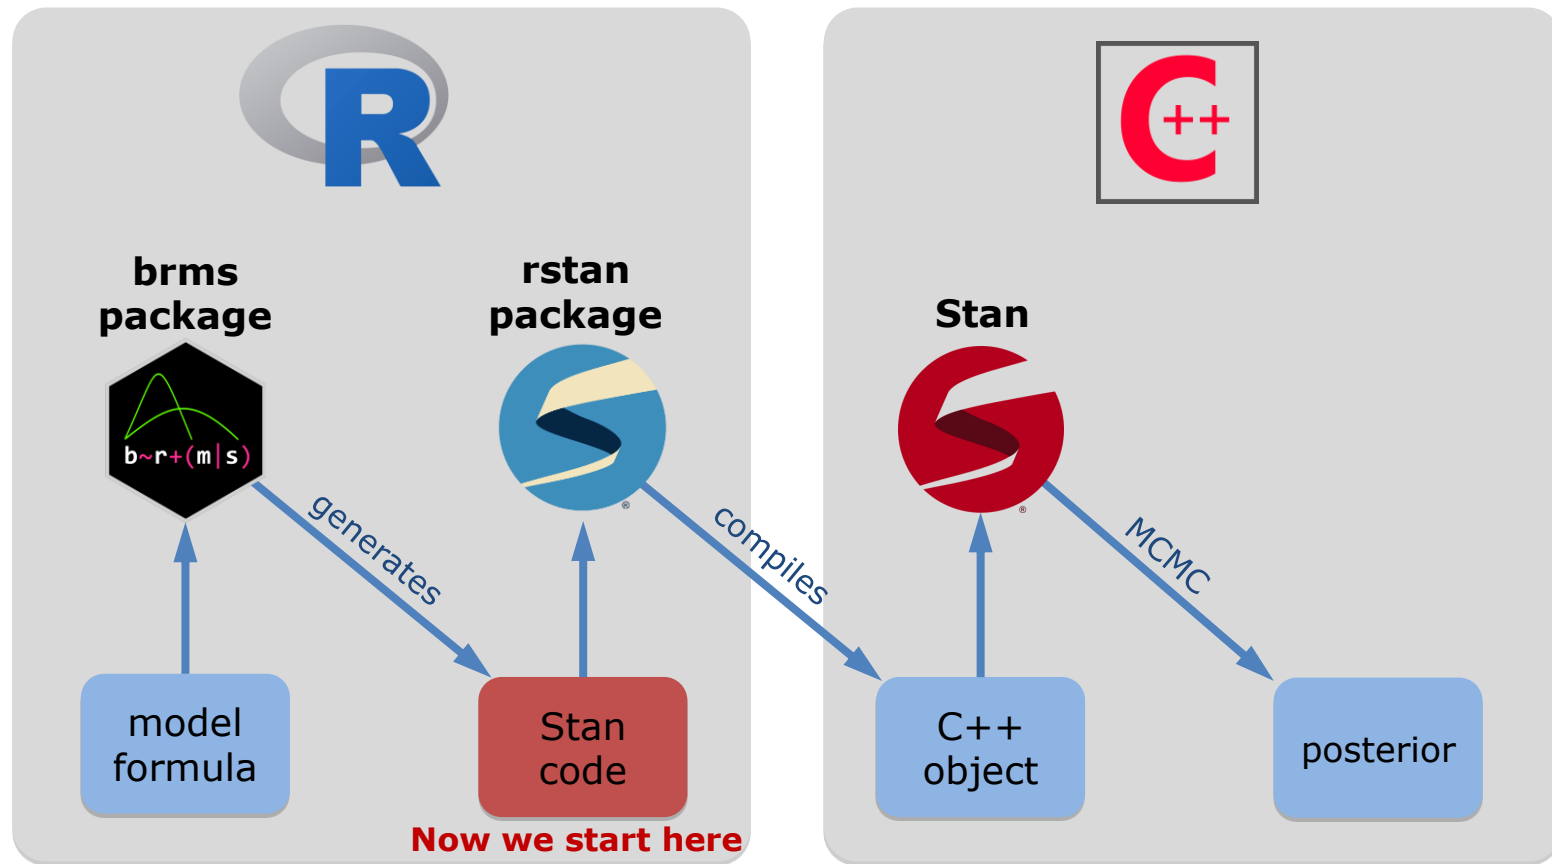 R
C++
brms
package
rstan
package
Stan
b~r+(m|s)
®
®
generates
compiles
MCMC
model
formula
Stan
code
C++
object
posterior
Now we start here